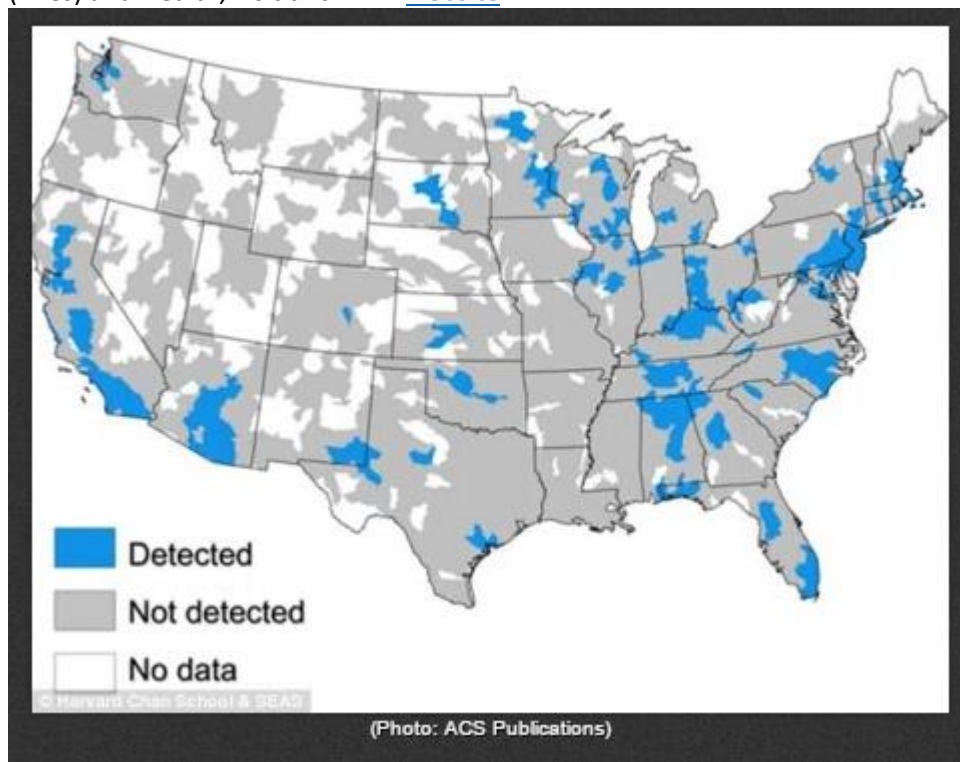 Detected
Not detected
No data
© Harvard Chan School & SEAS
(Photo: ACS Publications)